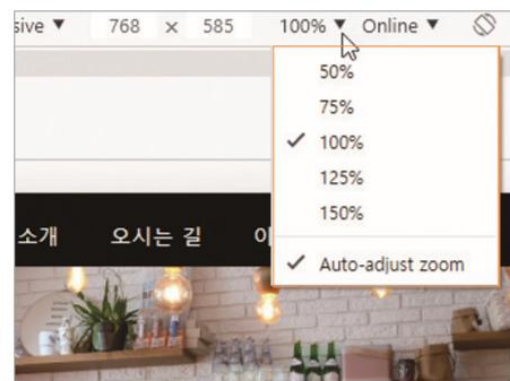 sive ▼ 768 × 585 100% ▼ Online ▼
50%
75%
✓ 100%
125%
150%
✓ Auto-adjust zoom
소개 오시는 길